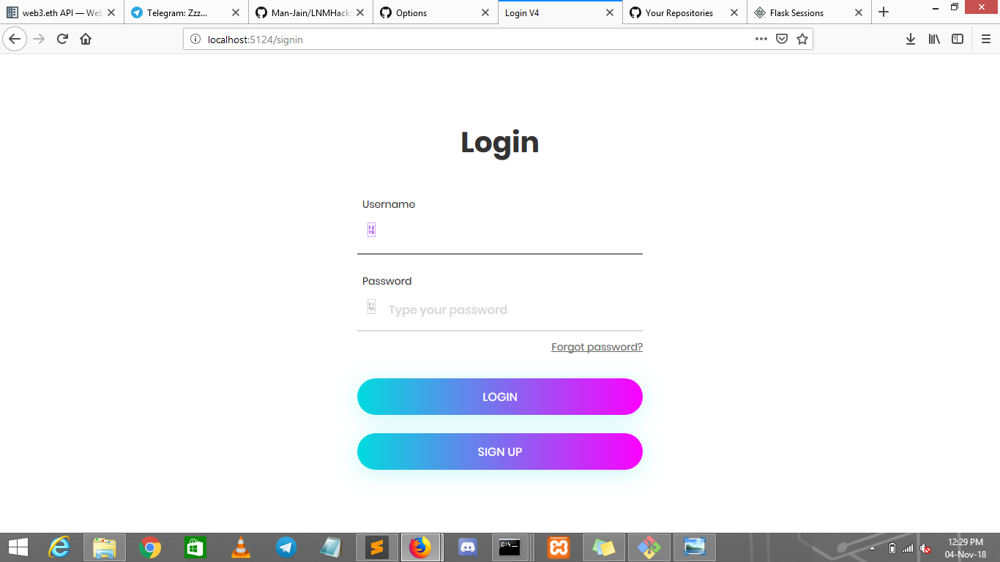 web3.eth API — Web
Telegram: Zzz...
Man-Jain/LNMHacks
Options
Login V4
Your Repositories
Flask Sessions
localhost:5124/signin
Login
Username
Password
Type your password
Forgot password?
LOGIN
SIGN UP
12:29 PM
04-Nov-18